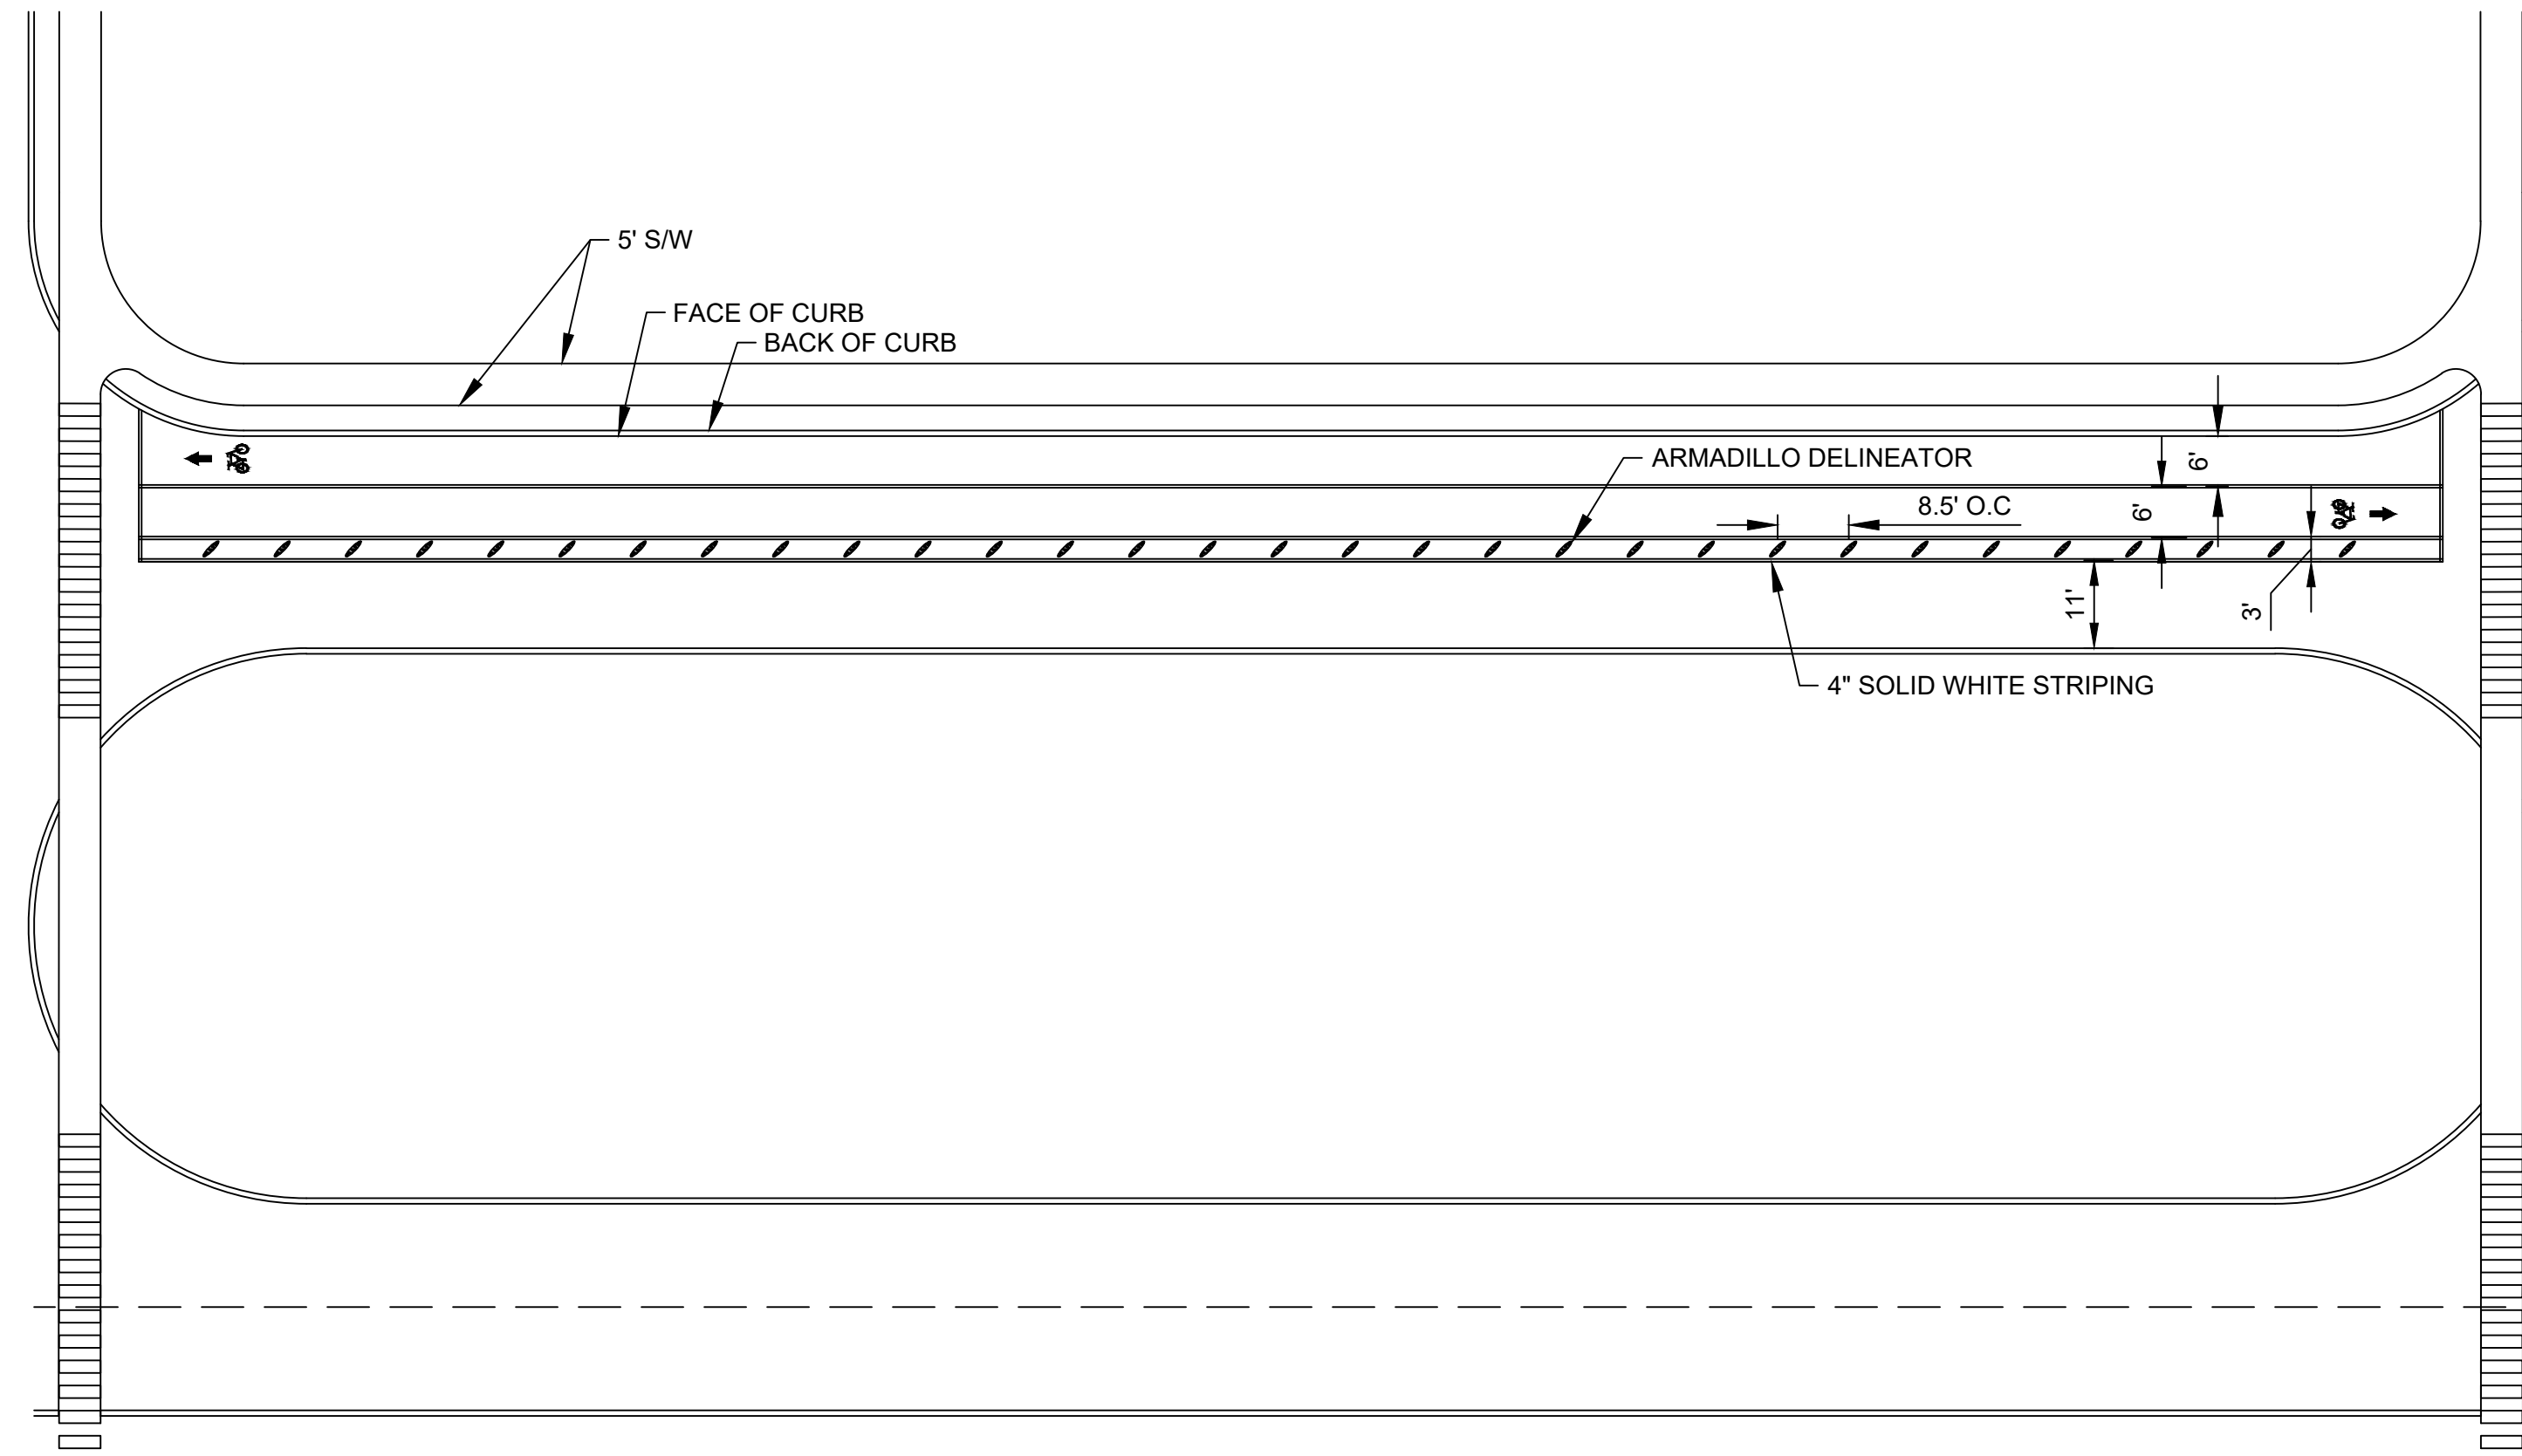 5' S/W
FACE OF CURB
BACK OF CURB
ARMADILLO DELINEATOR
6'
8.5' O.C
6'
11'
3'
4" SOLID WHITE STRIPING